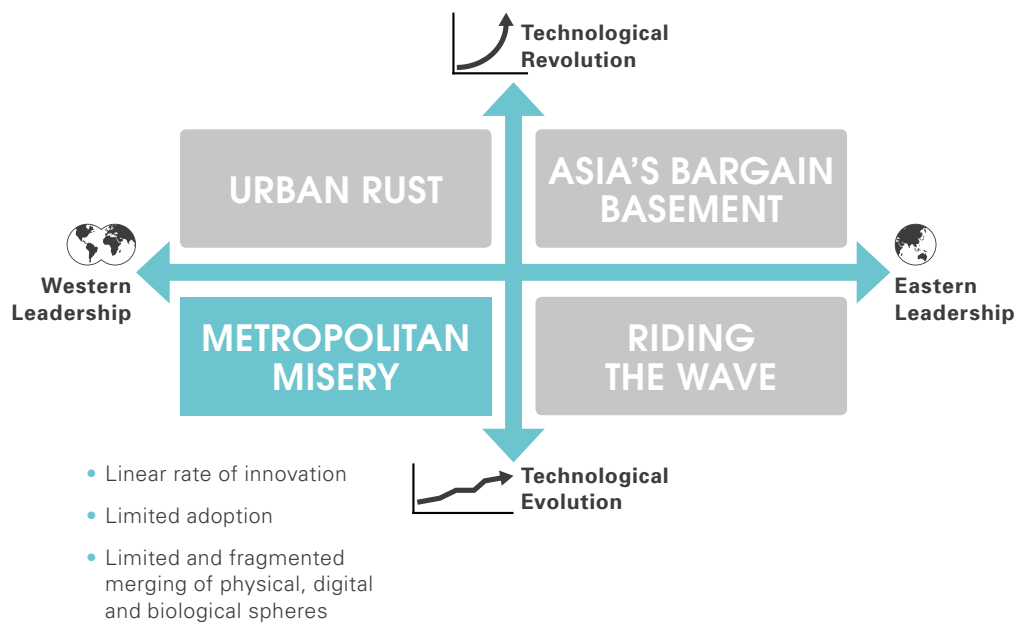 Technological
Revolution
URBAN RUST
ASIA'S BARGAIN
BASEMENT
Western
Leadership
Eastern
Leadership
METROPOLITAN
MISERY
RIDING
THE WAVE
Technological
Evolution
• Linear rate of innovation
• Limited adoption
• Limited and fragmented
merging of physical, digital
and biological spheres